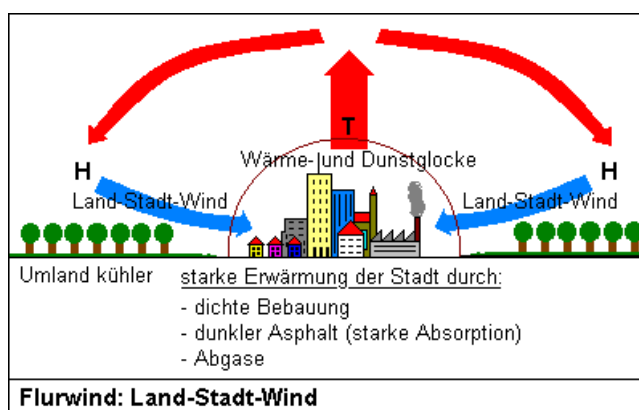 T
Wärme- und Dunstglocke
H
H
Land-Stadt-Wind
Land-Stadt-Wind
Umland kühler
starke Erwärmung der Stadt durch:
- dichte Bebauung
- dunkler Asphalt (starke Absorption)
- Abgase
Flurwind: Land-Stadt-Wind